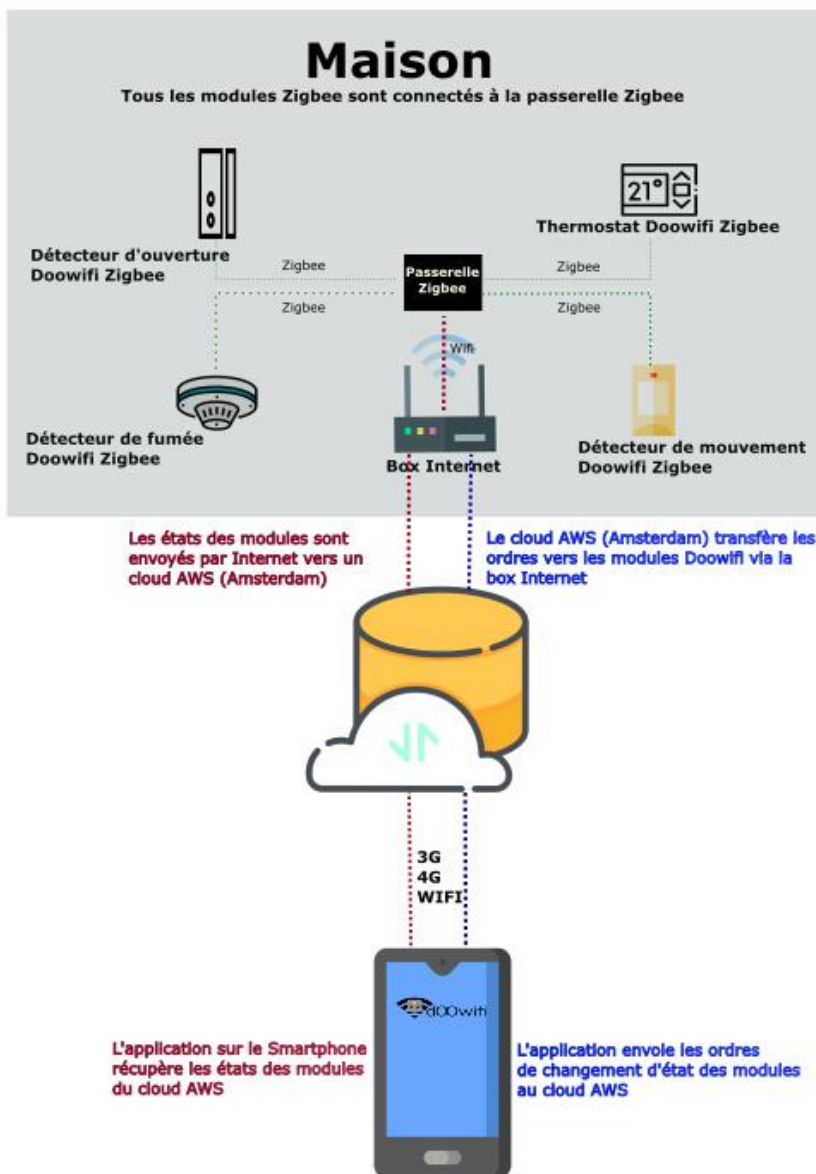 Maison
Tous les modules Zigbee sont connectés à la passerelle Zigbee
21°
Thermostat Doowifi Zigbee
Détecteur d'ouverture
Doowifi Zigbee
Zigbee
Passerelle
Zigbee
Zigbee
Zigbee
Zigbee
Wifi
Détecteur de fumée
Doowifi Zigbee
Box Internet
Détecteur de mouvement
Doowifi Zigbee
Les états des modules sont
envoyés par Internet vers un
cloud AWS (Amsterdam)
Le cloud AWS (Amsterdam) transfère les
ordres vers les modules Doowifi via la
box Internet
3G
4G
WIFI
dOOwifi
L'application sur le Smartphone
récupère les états des modules
du cloud AWS
L'application envoie les ordres
de changement d'état des modules
au cloud AWS